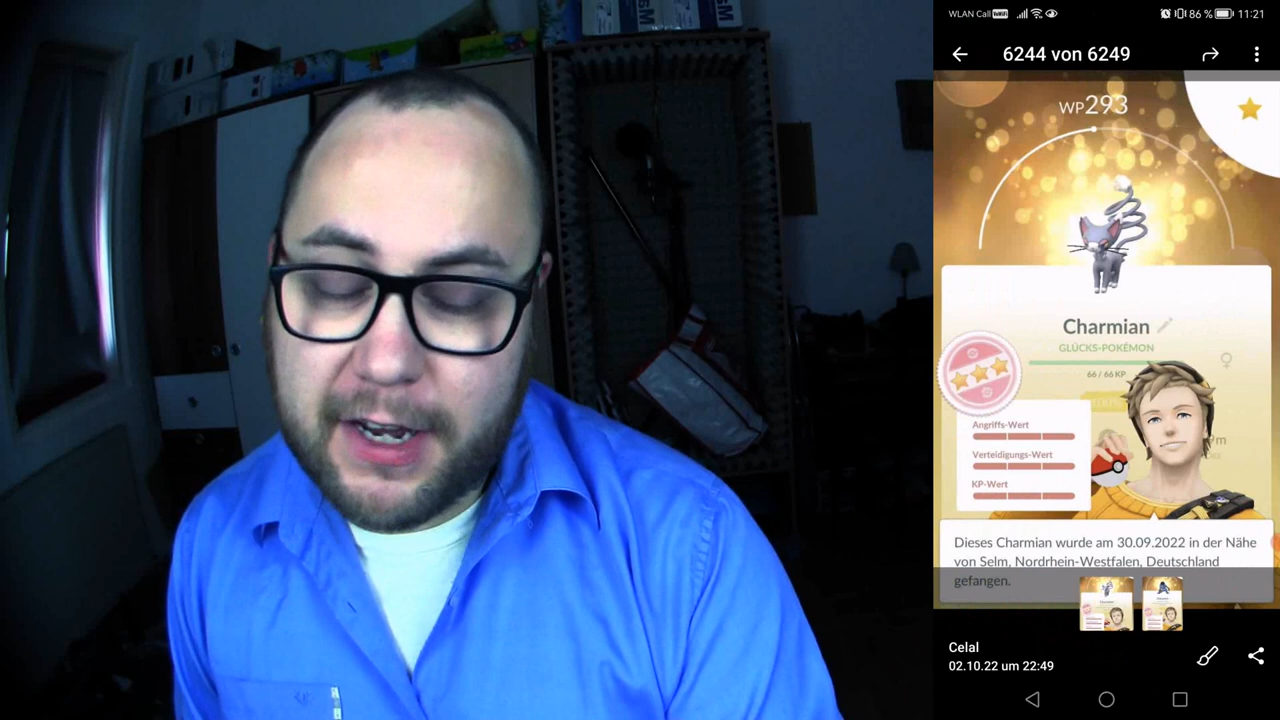 WLAN Call VoWiFi 86 % 11:21
6244 von 6249
WP293
Charmian
GLÜCKS-POKÉMON
66 / 66 KP
Angriffs-Wert
Verteidigungs-Wert
KP-Wert
Dieses Charmian wurde am 30.09.2022 in der Nähe
von Selm, Nordrhein-Westfalen, Deutschland
gefangen.
Celal
02.10.22 um 22:49